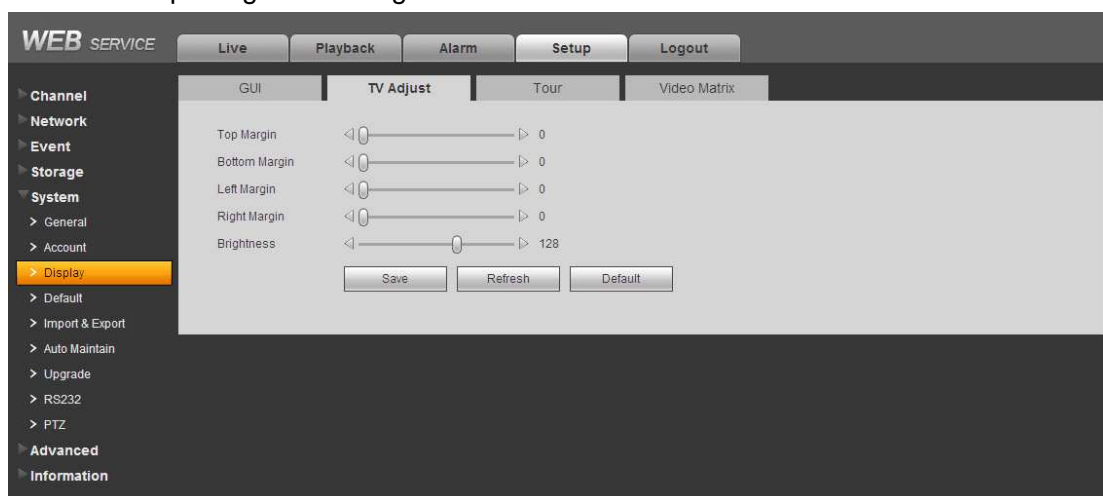 WEB SERVICE
Live Playback Alarm Setup Logout
GUI TV Adjust Tour Video Matrix
Channel
Network
Event
Storage
System
> General
> Account
> Display
> Default
> Import & Export
> Auto Maintain
> Upgrade
> RS232
> PTZ
Advanced
Information
Top Margin 0
Bottom Margin 0
Left Margin 0
Right Margin 0
Brightness 128
Save Refresh Default